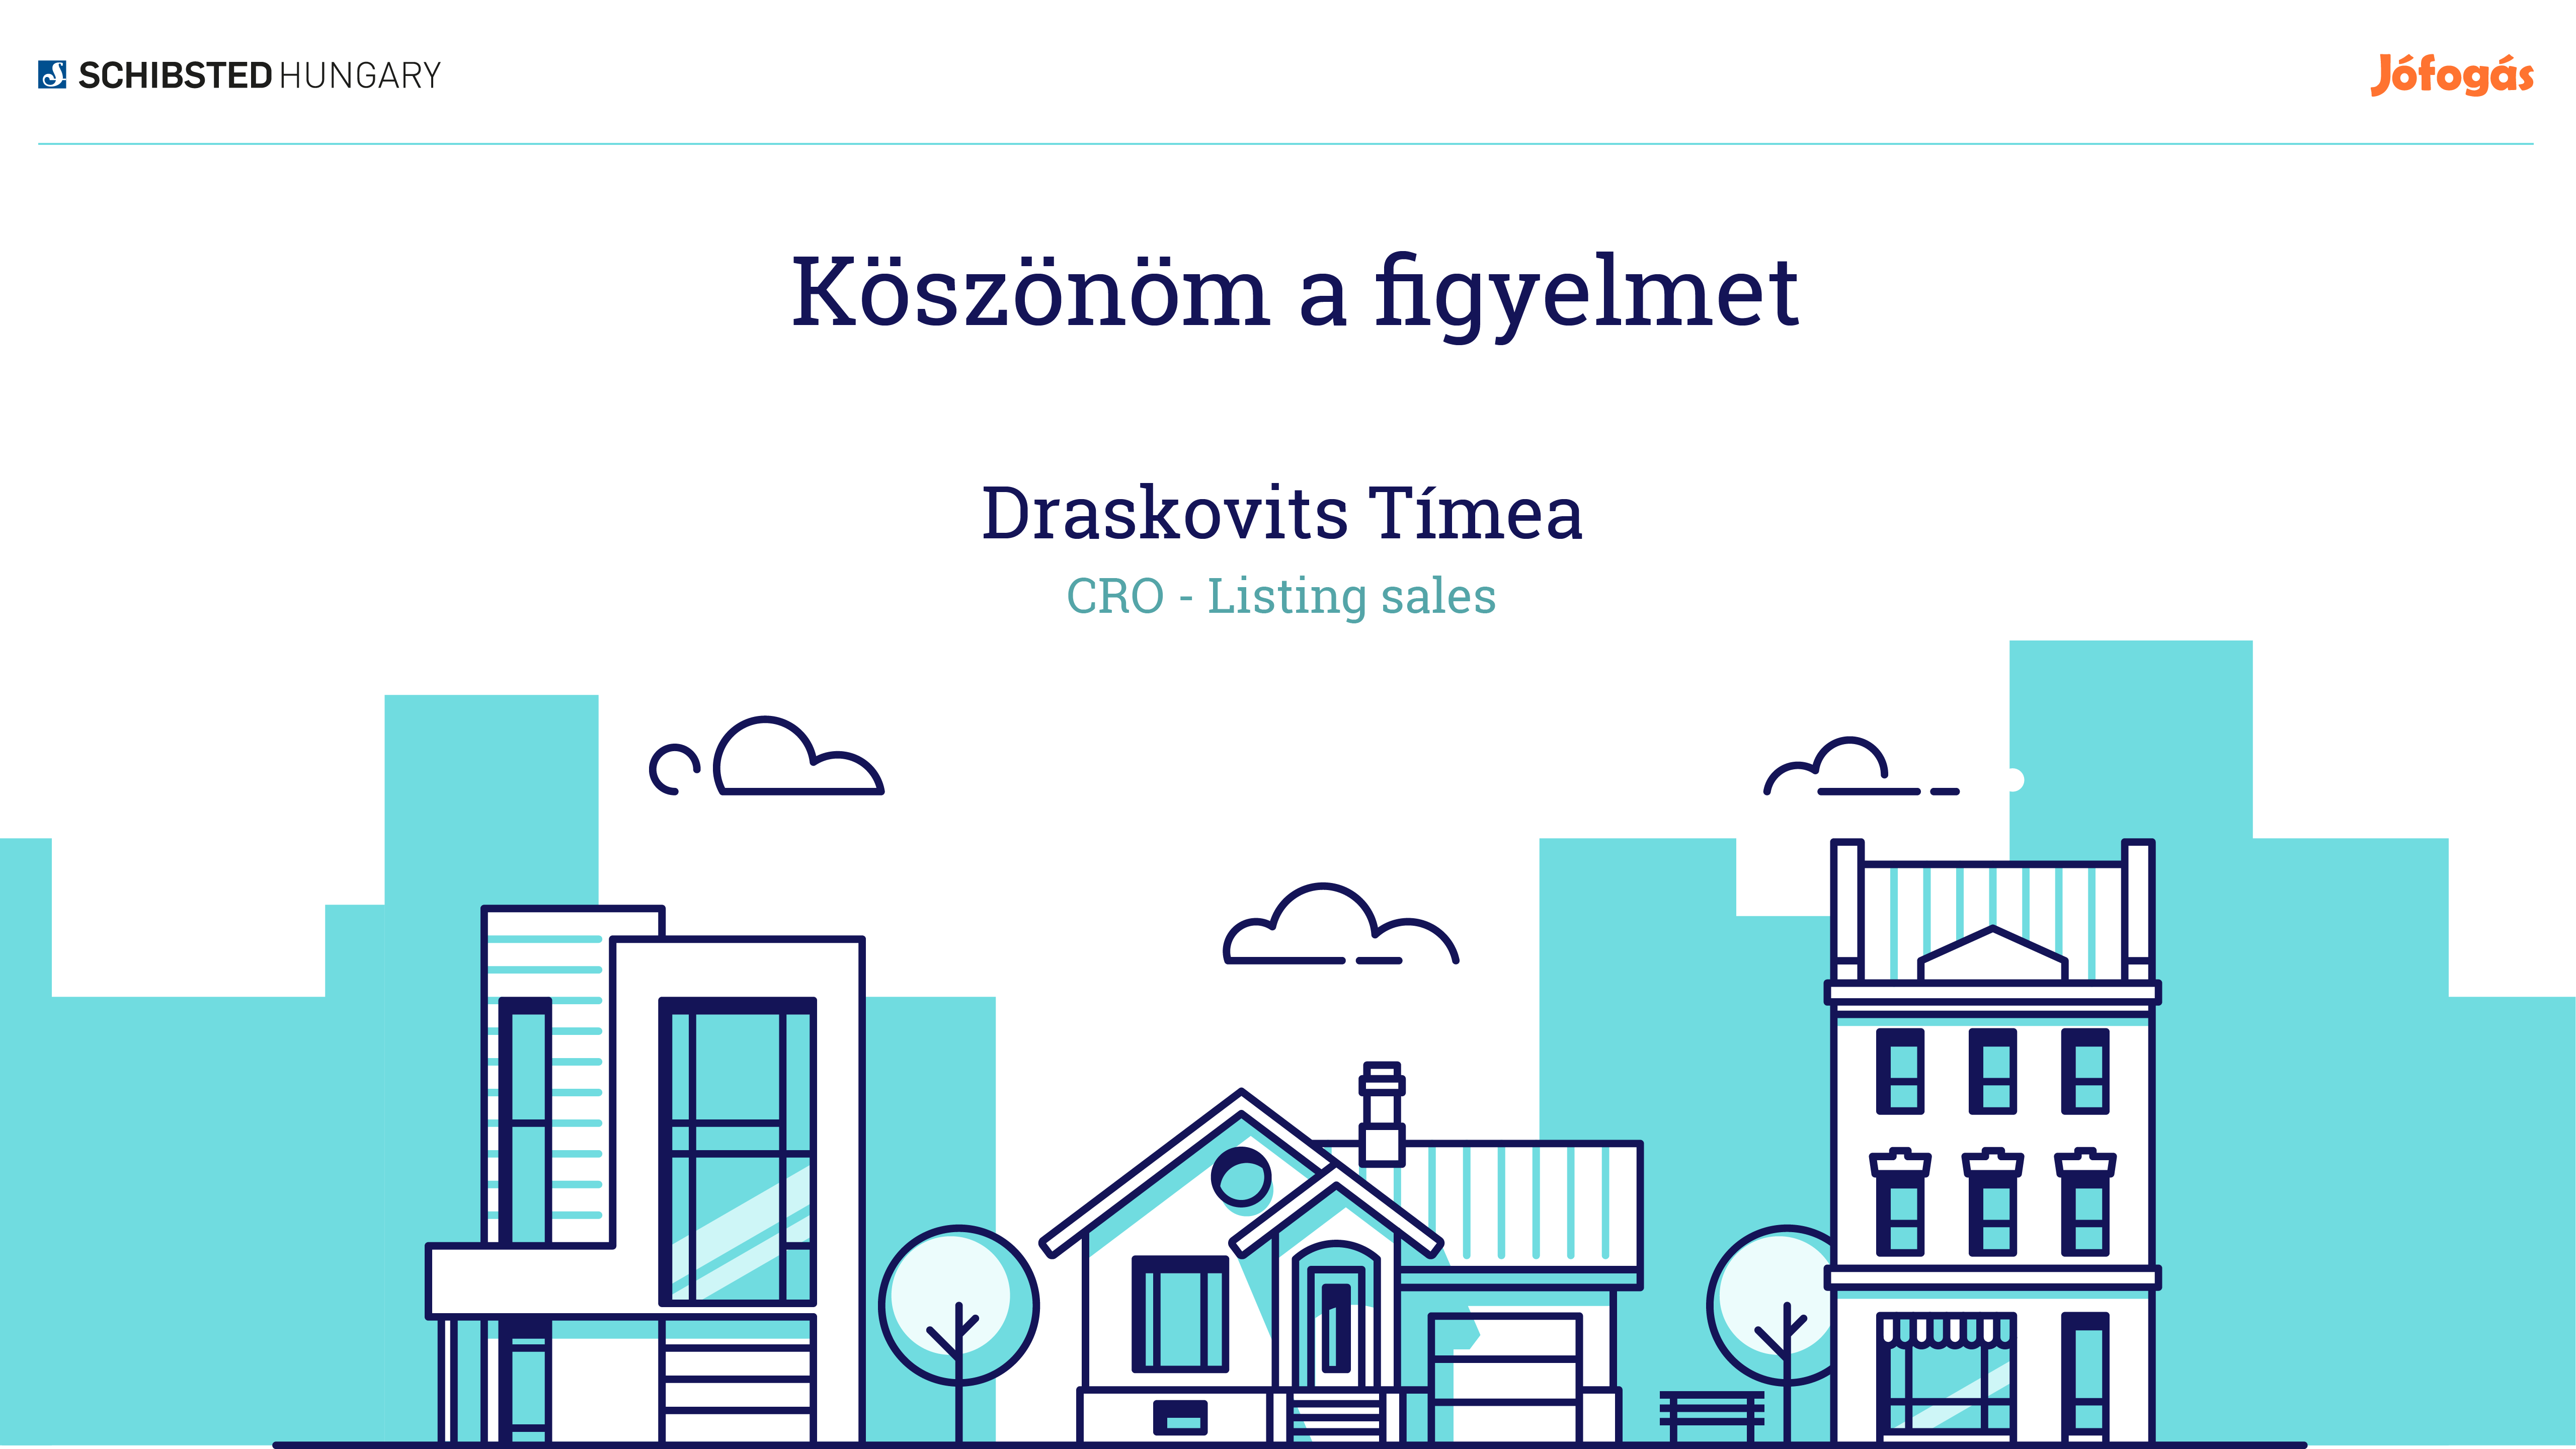 SCHIBSTED HUNGARY
Jófogás
Köszönöm a figyelmet
Draskovits Tímea
CRO - Listing sales